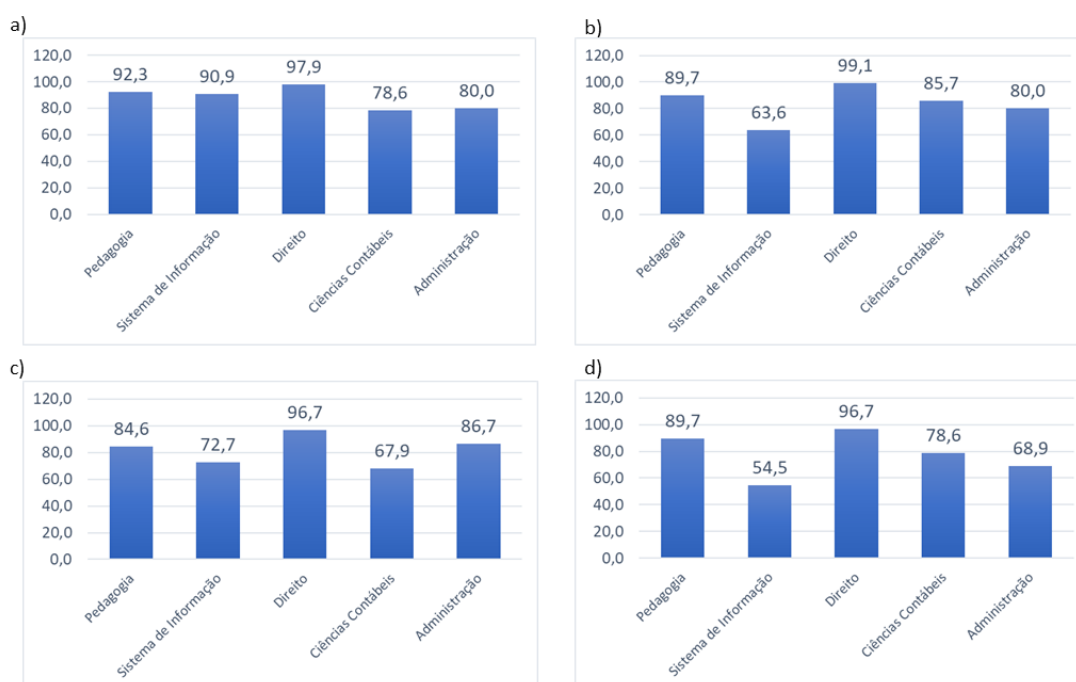 a)
120,0
100,0
80,0
60,0
40,0
20,0
0,0
92,3
90,9
97,9
78,6
80,0
Pedagogia
Sistema de Informação
Direito
Ciências Contábeis
Administração
b)
120,0
100,0
80,0
60,0
40,0
20,0
0,0
89,7
63,6
99,1
85,7
80,0
Pedagogia
Sistema de Informação
Direito
Ciências Contábeis
Administração
c)
120,0
100,0
80,0
60,0
40,0
20,0
0,0
84,6
72,7
96,7
67,9
86,7
Pedagogia
Sistema de Informação
Direito
Ciências Contábeis
Administração
d)
120,0
100,0
80,0
60,0
40,0
20,0
0,0
89,7
54,5
96,7
78,6
68,9
Pedagogia
Sistema de Informação
Direito
Ciências Contábeis
Administração